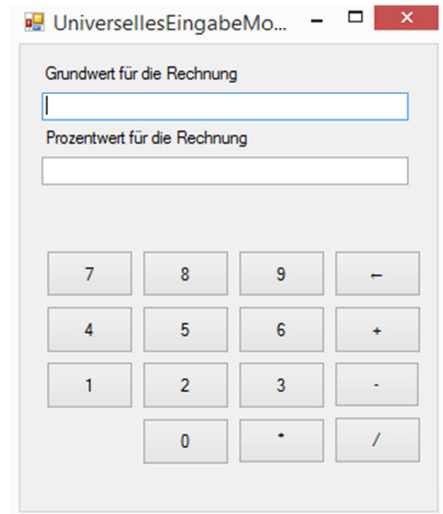 UniversellesEingabeMo...
Grundwert für die Rechnung
Prozentwert für die Rechnung
7 8 9 ←
4 5 6 +
1 2 3 -
0 * /